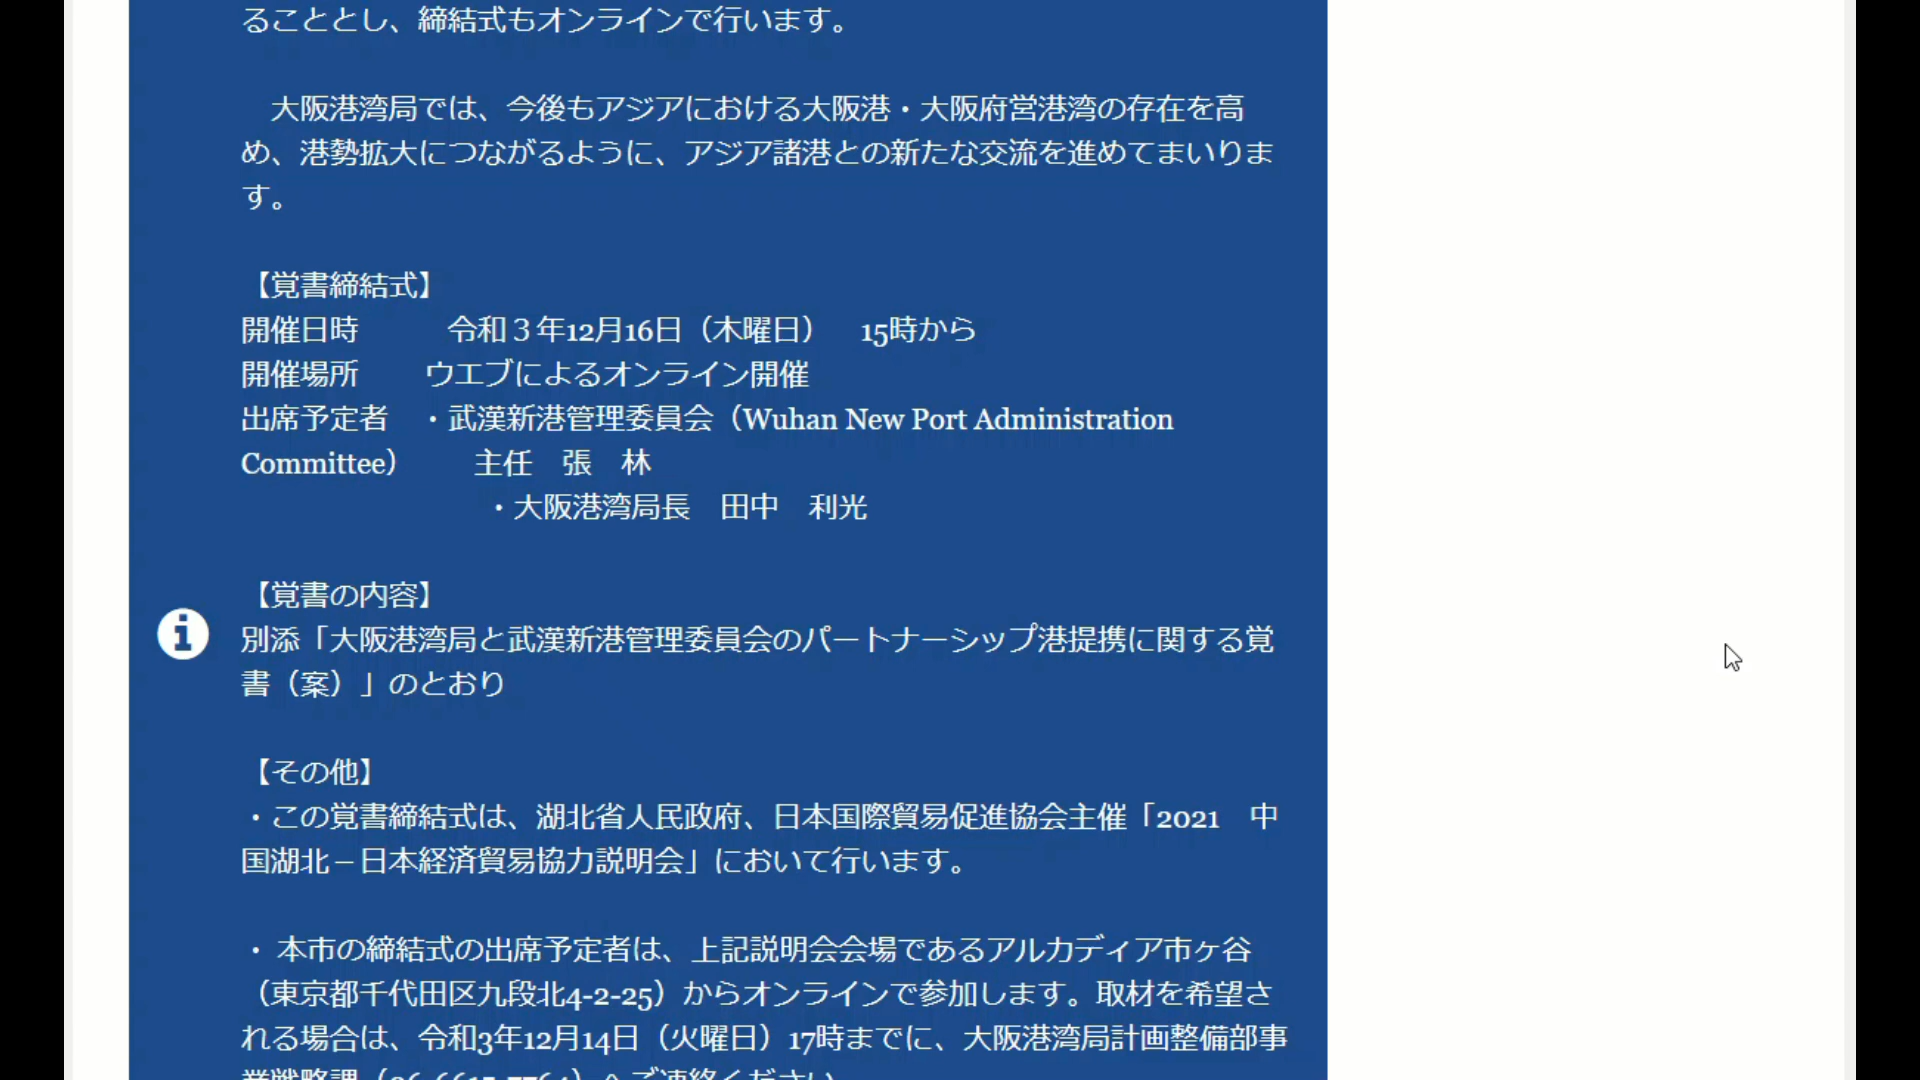 ることとし、締結式もオンラインで行います。
　大阪港湾局では、今後もアジアにおける大阪港・大阪府営港湾の存在を高
め、港勢拡大につながるように、アジア諸港との新たな交流を進めてまいりま
す。
【覚書締結式】
開催日時　　　令和３年12月16日（木曜日）　15時から
開催場所　　ウエブによるオンライン開催
出席予定者　・武漢新港管理委員会（Wuhan New Port Administration
Committee）　　　主任　張　林
・大阪港湾局長　田中　利光
【覚書の内容】
別添「大阪港湾局と武漢新港管理委員会のパートナーシップ港提携に関する覚
書（案）」のとおり
【その他】
・この覚書締結式は、湖北省人民政府、日本国際貿易促進協会主催「2021　中
国湖北－日本経済貿易協力説明会」において行います。
・ 本市の締結式の出席予定者は、上記説明会会場であるアルカディア市ヶ谷
（東京都千代田区九段北4-2-25）からオンラインで参加します。取材を希望さ
れる場合は、令和3年12月14日（火曜日）17時までに、大阪港湾局計画整備部事
業戦略課（06-6615-7764）へご連絡ください。